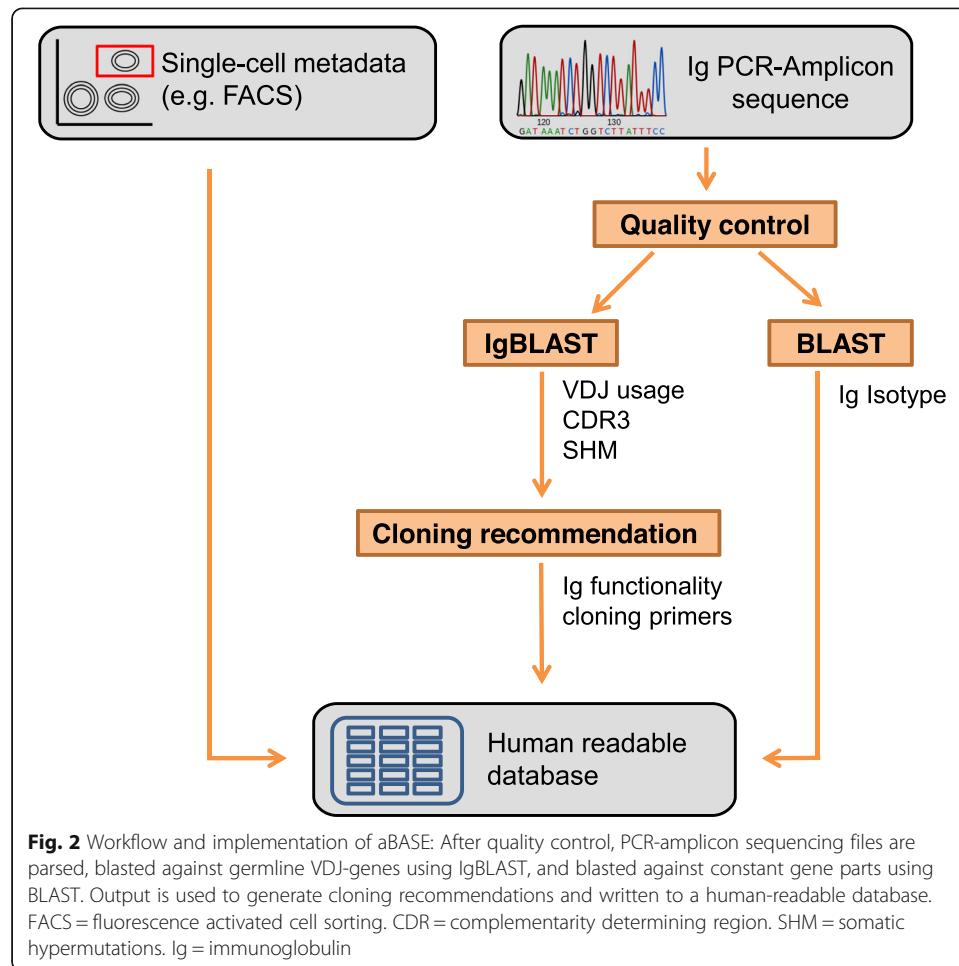 Single-cell metadata
(e.g. FACS)
Ig PCR-Amplicon
sequence
120 130
GATAAATCTGGTCTTATTTCC
Quality control
IgBLAST
BLAST
VDJ usage
CDR3
SHM
Ig Isotype
Cloning recommendation
Ig functionality
cloning primers
Human readable
database
Fig. 2 Workflow and implementation of aBASE: After quality control, PCR-amplicon sequencing files are
parsed, blasted against germline VDJ-genes using IgBLAST, and blasted against constant gene parts using
BLAST. Output is used to generate cloning recommendations and written to a human-readable database.
FACS = fluorescence activated cell sorting. CDR = complementarity determining region. SHM = somatic
hypermutations. Ig = immunoglobulin